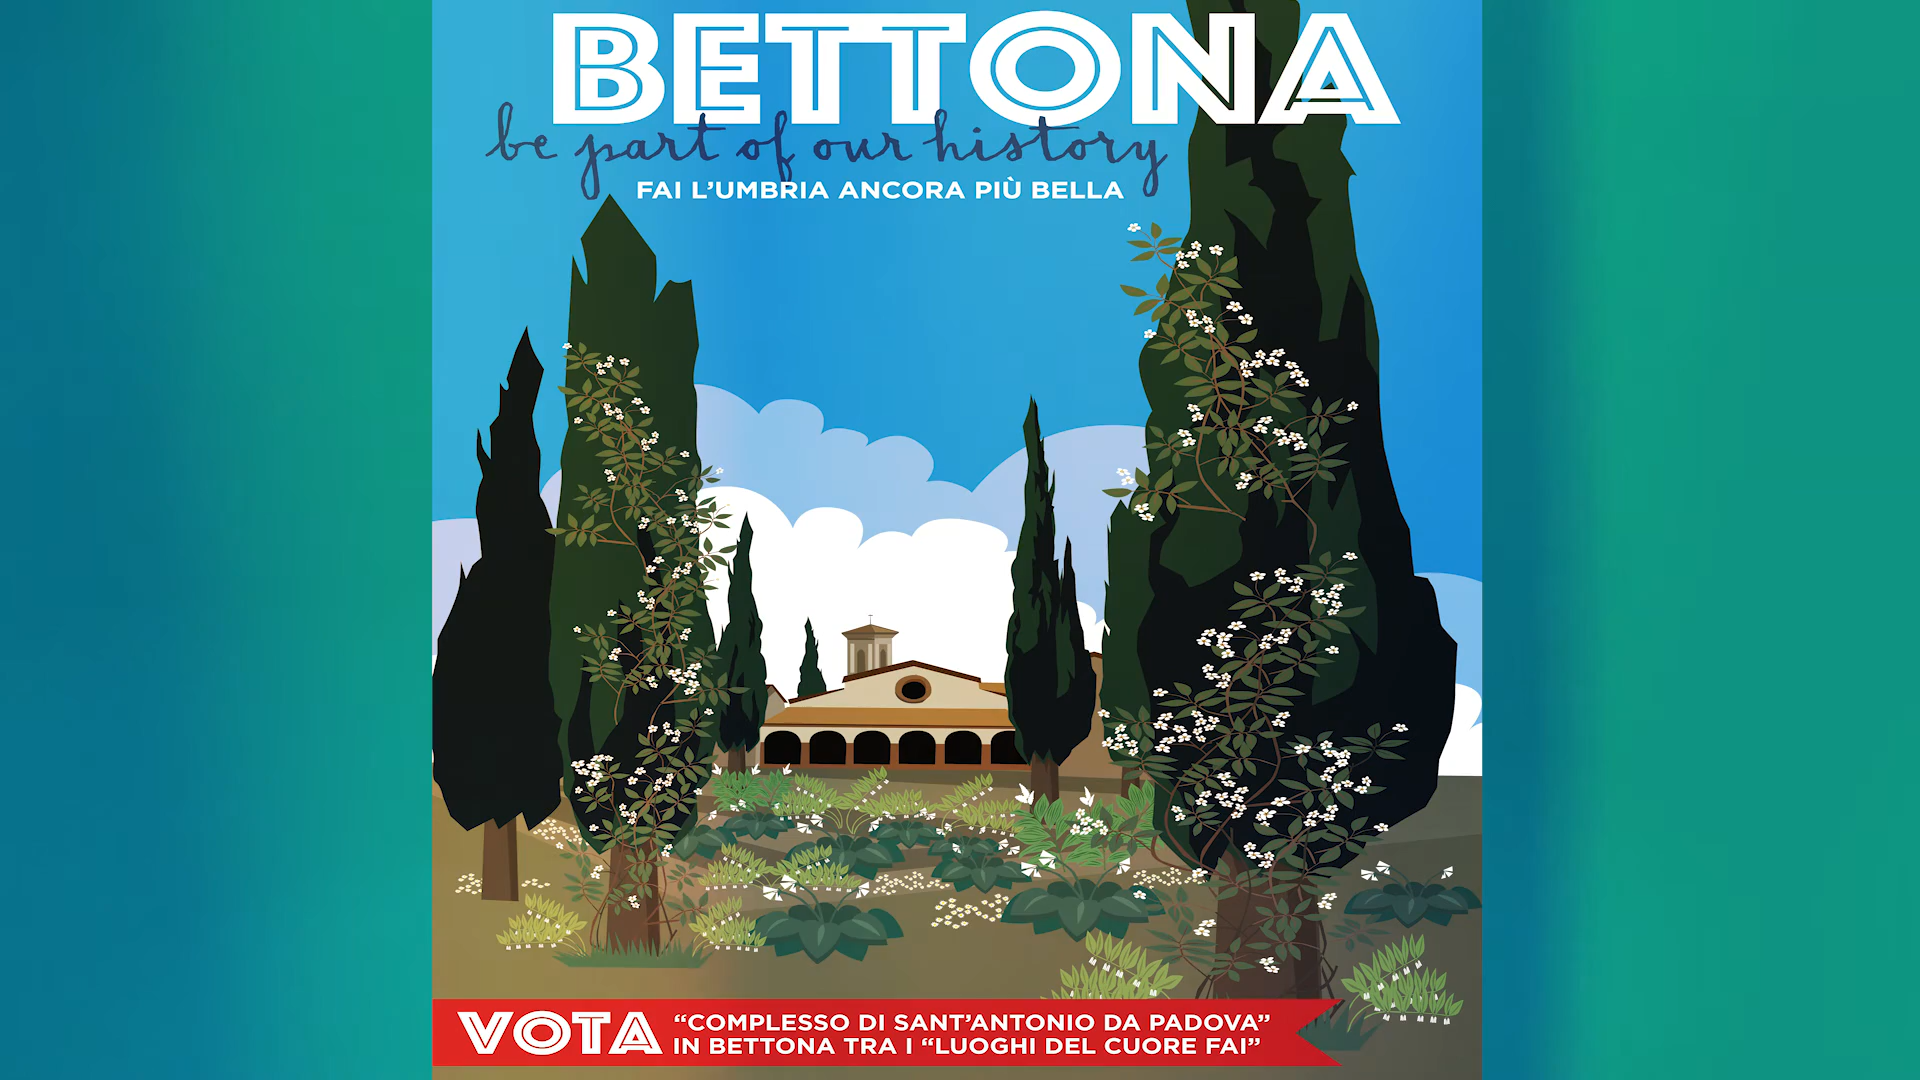 BETTONA
be part of our history
FAI L'UMBRIA ANCORA PIÙ BELLA
VOTA
“COMPLESSO DI SANT’ANTONIO DA PADOVA”
IN BETTONA TRA I “LUOGHI DEL CUORE FAI”